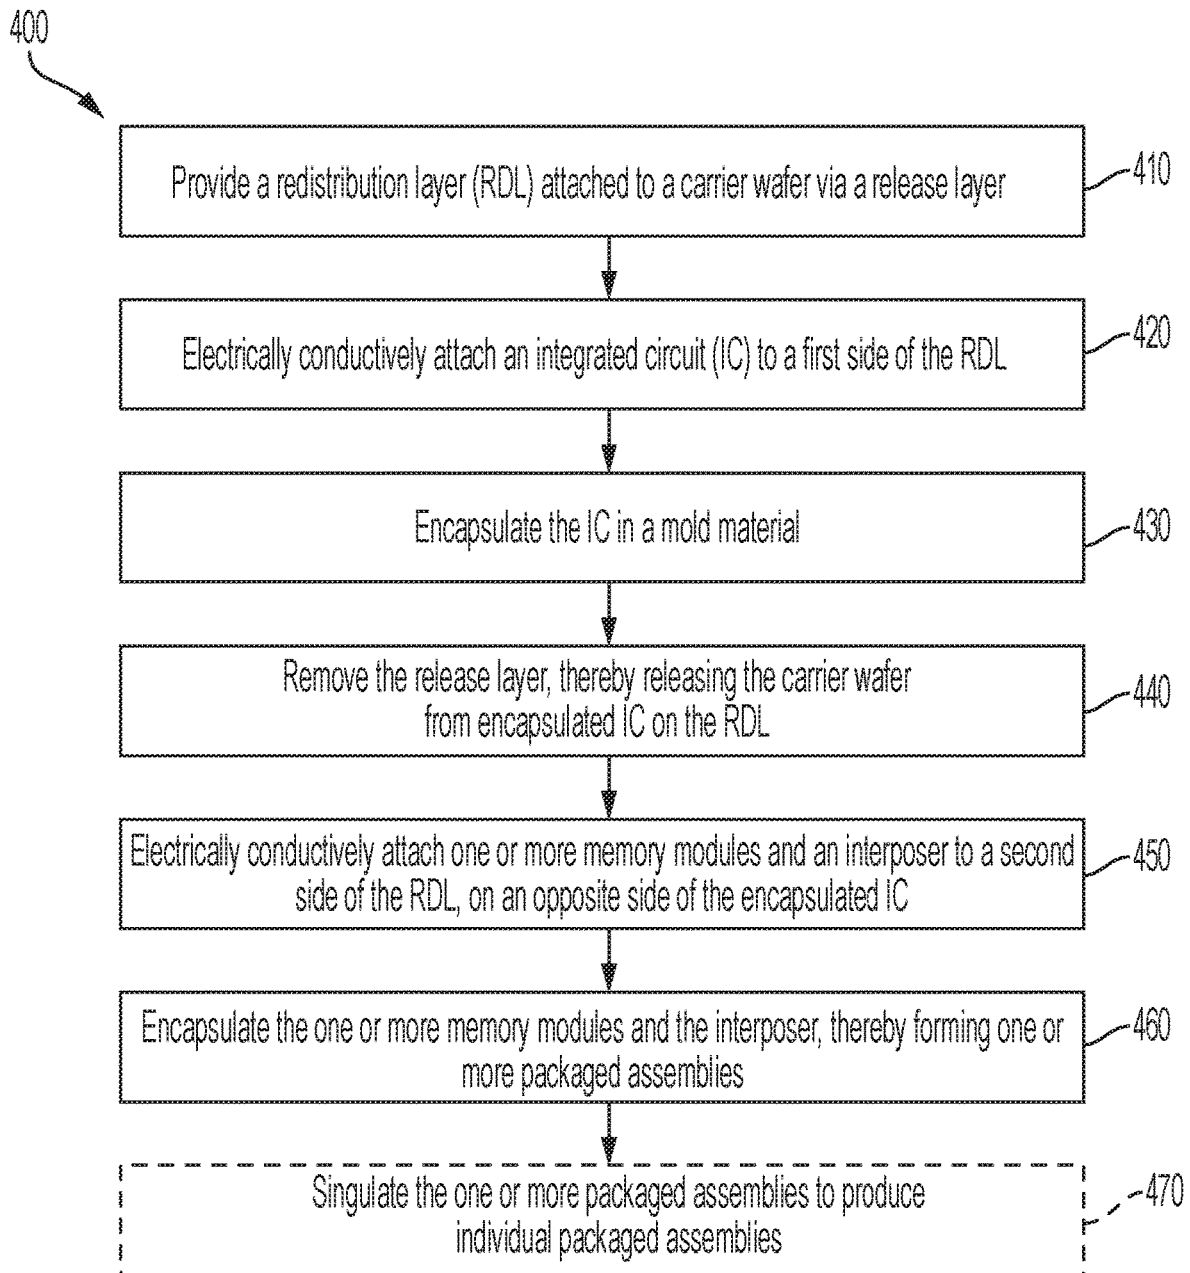 400
Provide a redistribution layer (RDL) attached to a carrier wafer via a release layer
410
Electrically conductively attach an integrated circuit (IC) to a first side of the RDL
420
Encapsulate the IC in a mold material
430
Remove the release layer, thereby releasing the carrier wafer
from encapsulated IC on the RDL
440
Electrically conductively attach one or more memory modules and an interposer to a second
side of the RDL, on an opposite side of the encapsulated IC
450
Encapsulate the one or more memory modules and the interposer, thereby forming one or
more packaged assemblies
460
Singulate the one or more packaged assemblies to produce
individual packaged assemblies
470